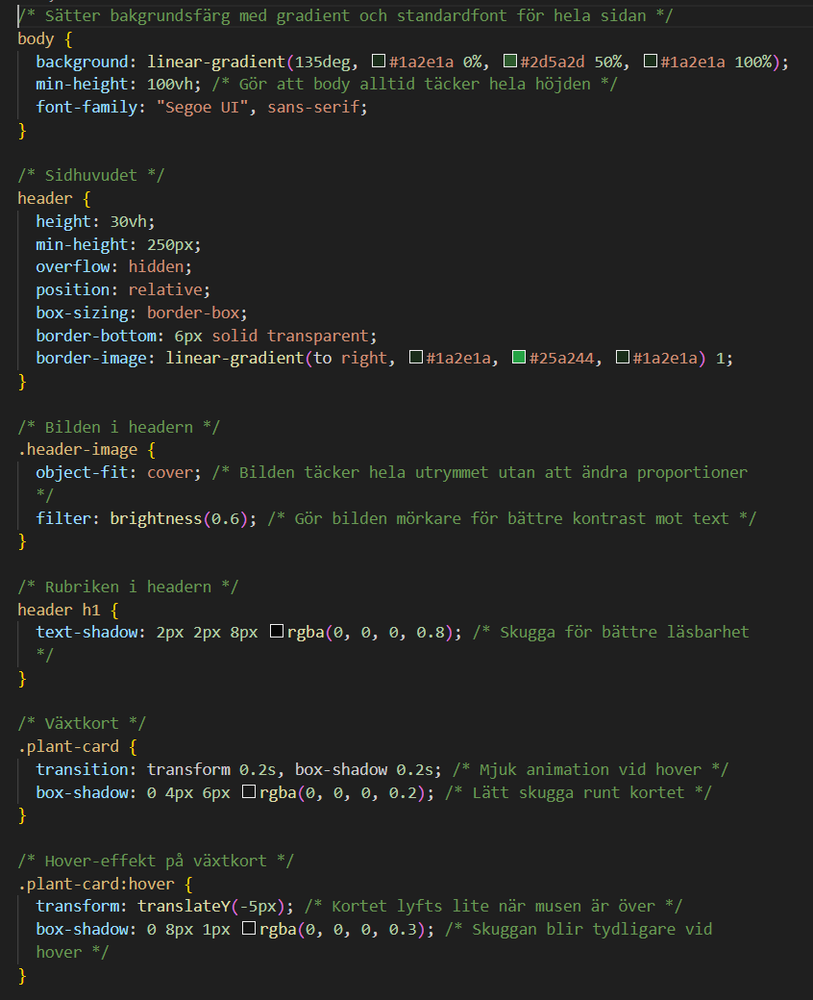 /* Sätter bakgrundsfärg med gradient och standardfont för hela sidan */
body {
  background: linear-gradient(135deg, #1a2e1a 0%, #2d5a2d 50%, #1a2e1a 100%);
  min-height: 100vh; /* Gör att body alltid täcker hela höjden */
  font-family: "Segoe UI", sans-serif;
}

/* Sidhuvudet */
header {
  height: 30vh;
  min-height: 250px;
  overflow: hidden;
  position: relative;
  box-sizing: border-box;
  border-bottom: 6px solid transparent;
  border-image: linear-gradient(to right, #1a2e1a, #25a244, #1a2e1a) 1;
}

/* Bilden i headern */
.header-image {
  object-fit: cover; /* Bilden täcker hela utrymmet utan att ändra proportioner
  */
  filter: brightness(0.6); /* Gör bilden mörkare för bättre kontrast mot text */
}

/* Rubriken i headern */
header h1 {
  text-shadow: 2px 2px 8px rgba(0, 0, 0, 0.8); /* Skugga för bättre läsbarhet
  */
}

/* Växtkort */
.plant-card {
  transition: transform 0.2s, box-shadow 0.2s; /* Mjuk animation vid hover */
  box-shadow: 0 4px 6px rgba(0, 0, 0, 0.2); /* Lätt skugga runt kortet */
}

/* Hover-effekt på växtkort */
.plant-card:hover {
  transform: translateY(-5px); /* Kortet lyfts lite när musen är över */
  box-shadow: 0 8px 1px rgba(0, 0, 0, 0.3); /* Skuggan blir tydligare vid
  hover */
}